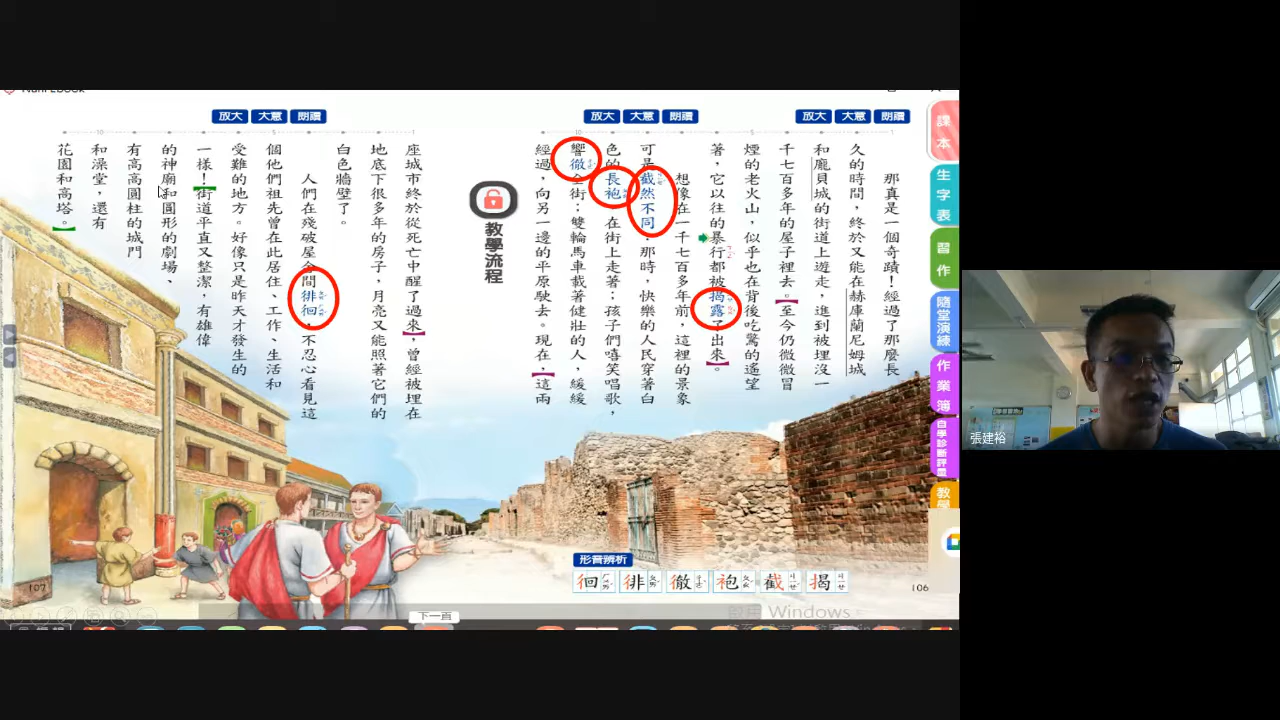 放大 大意 朗讀
放大 大意 朗讀
放大 大意 朗讀
那真是一個奇蹟！經過了那麼長
久的時間，終於又能在赫庫蘭尼姆城
和龐貝城的街道上遊走，進到被埋沒一
千七百多年的屋子裡去。至今仍微微冒
煙的老火山，似乎也在背後吃驚的遙望
著，它以往的暴行都被揭露了出來。
想像在一千七百多年前，這裡的景象
可是截然不同。那時，快樂的人民穿著白
色的長袍，在街上走著；孩子們嘻笑唱歌，
響徹全街；雙輪馬車載著健壯的人，緩緩
經過，向另一邊的平原駛去。現在，這兩
教學流程
座城市終於從死亡中醒了過來，曾經被埋在
地底下很多年的房子，月亮又能照著它們的
白色牆壁了。
人們在殘破屋舍間徘徊，不忍心看見這
個他們祖先曾在此居住、工作、生活和
受難的地方。好像只是昨天才發生的
一樣！街道平直又整潔，有雄偉
的神廟和圓形的劇場、
有高高圓柱的城門
和澡堂，還有
花園和高塔。
形音辨析
徊 徘 徹 袍 截 揭
107
106
下一頁
課本
生字表
習作
隨堂演練
作業簿
自學診斷評量
教學
張建裕